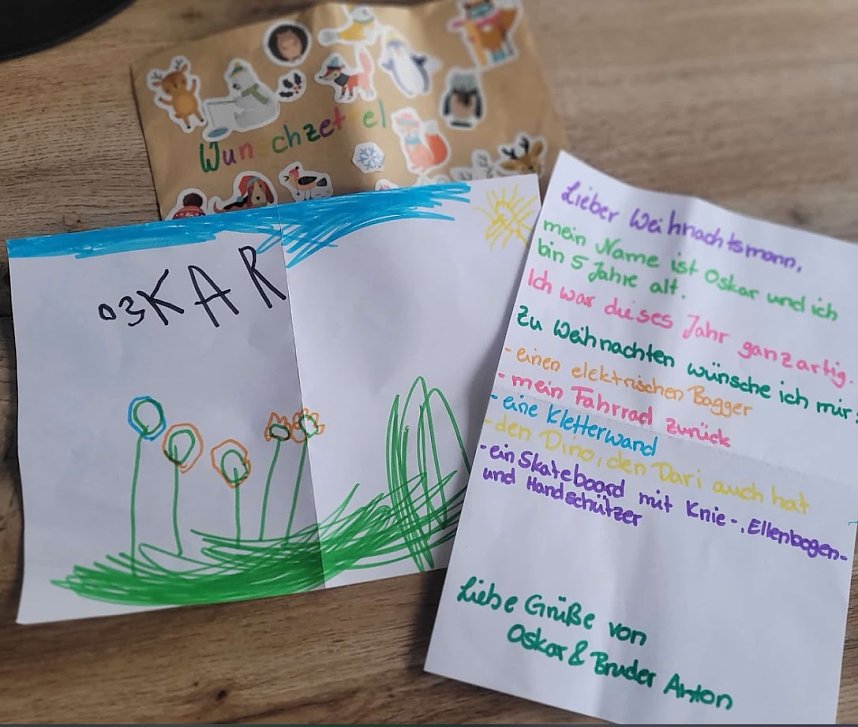 Wunschzettel
OƐKAR
Lieber Weihnachtsmann,
mein Name ist Oskar und ich
bin 5 Jahre alt.
Ich war dieses Jahr ganz artig.
Zu Weihnachten wünsche ich mir:
- einen elektrischen Bagger
- mein Fahrrad zurück
- eine Kletterwand
- den Dino, den Dari auch hat
- ein Skateboard mit Knie-, Ellenbogen-
und Handschützer
Liebe Grüße von
Oskar & Bruder Anton